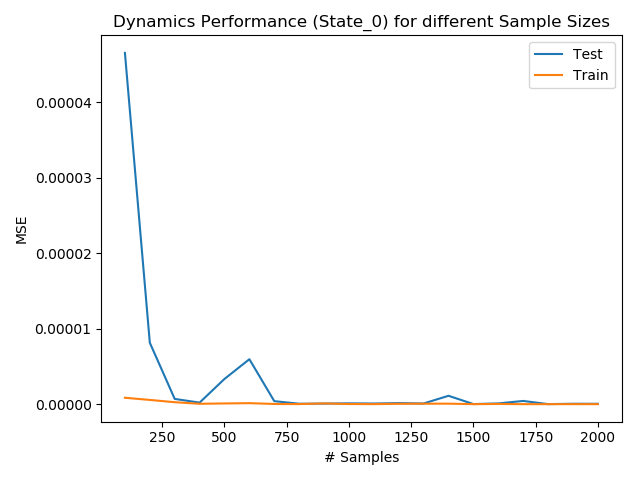 Dynamics Performance (State_0) for different Sample Sizes
Test
Train
0.00004
0.00003
0.00002
0.00001
0.00000
MSE
250 500 750 1000 1250 1500 1750 2000
# Samples